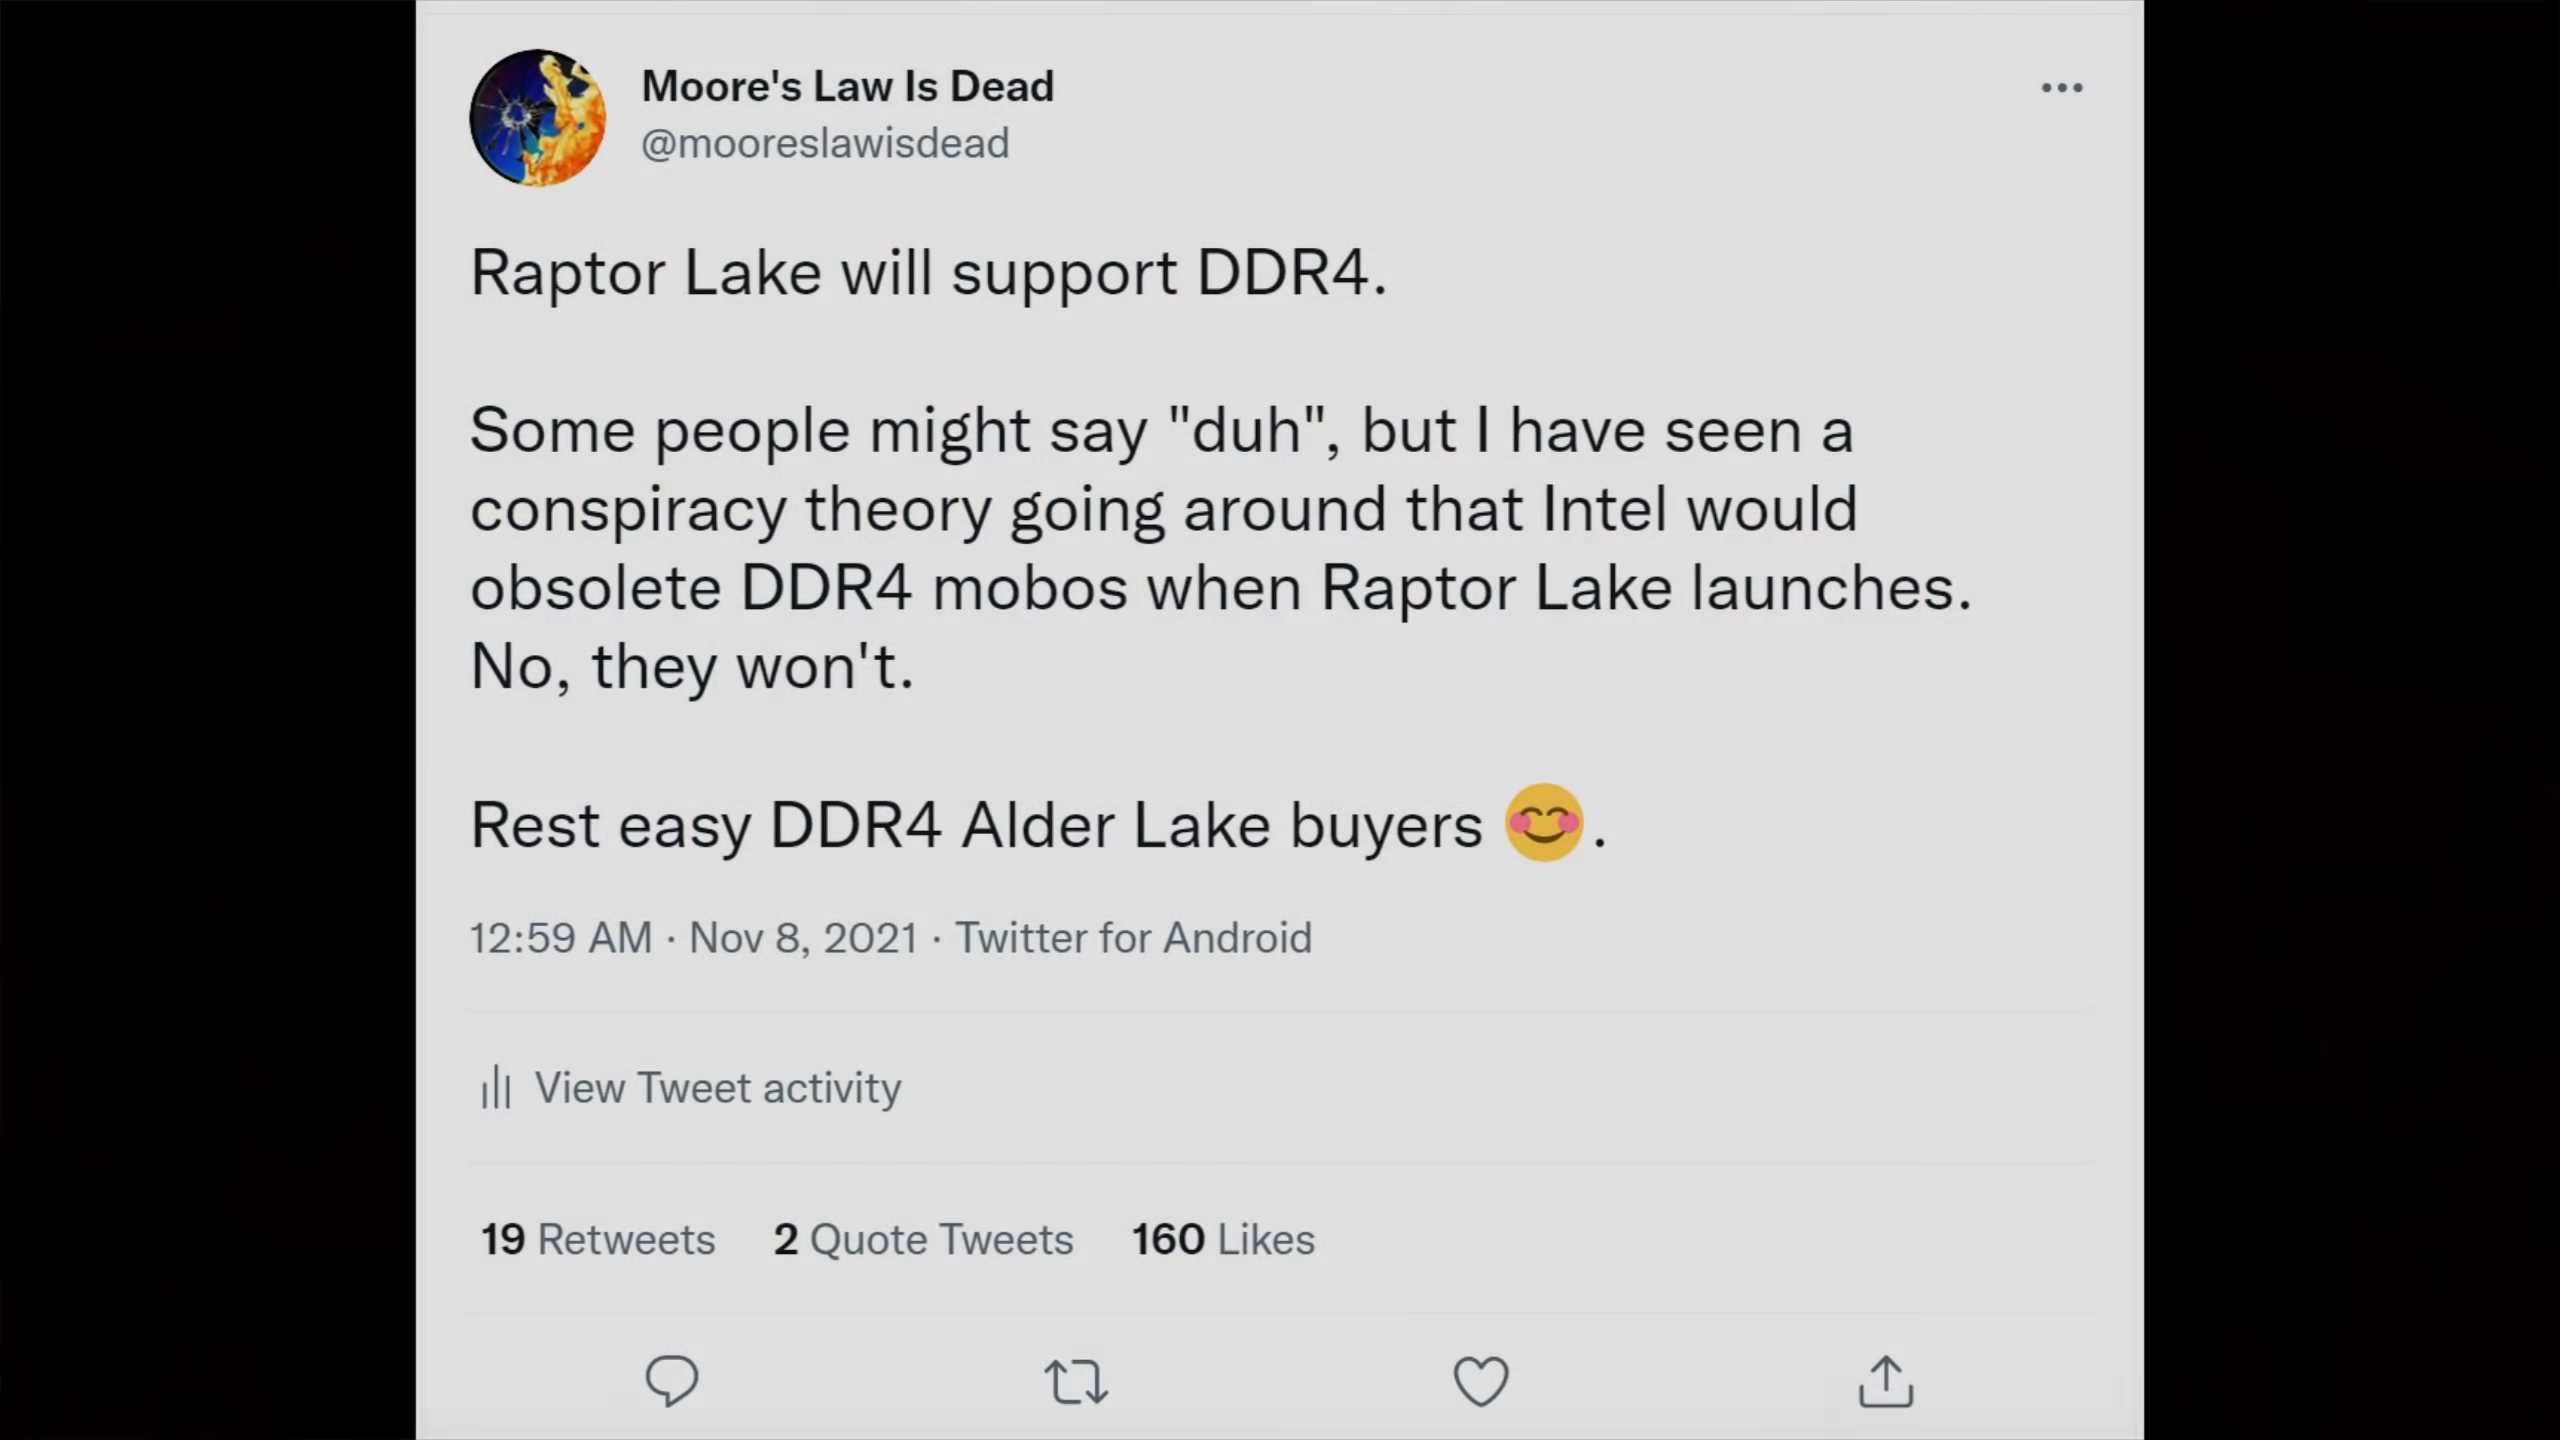 Moore's Law Is Dead
@mooreslawisdead
Raptor Lake will support DDR4.
Some people might say "duh", but I have seen a
conspiracy theory going around that Intel would
obsolete DDR4 mobos when Raptor Lake launches.
No, they won't.
Rest easy DDR4 Alder Lake buyers 😊.
12:59 AM · Nov 8, 2021 · Twitter for Android
View Tweet activity
19 Retweets 2 Quote Tweets 160 Likes